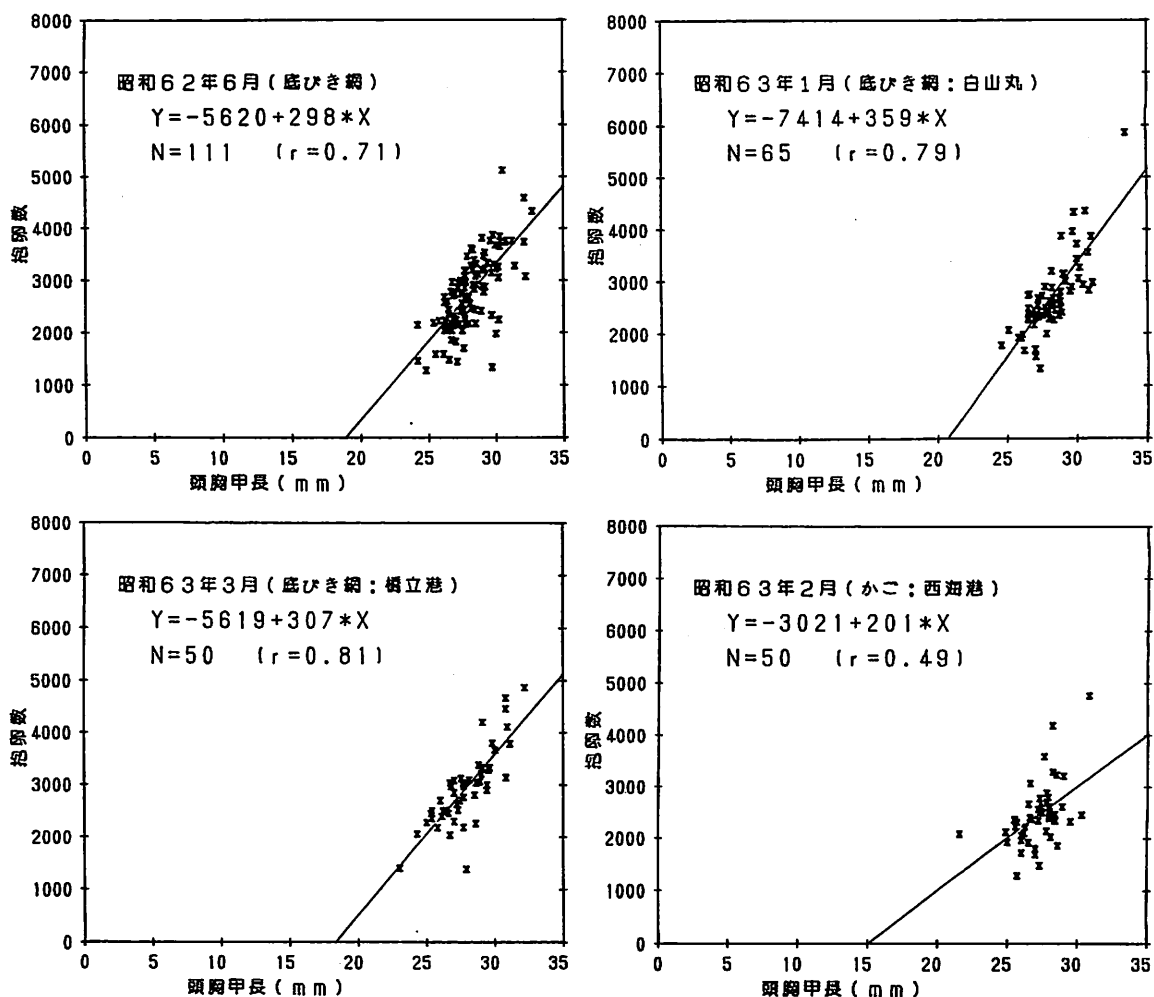 8000
7000
6000
5000
4000
3000
2000
1000
0
抱卵数
昭和62年6月(底びき網)
Y=-5620+298*X
N=111 (r=0.71)
0 5 10 15 20 25 30 35
頭胸甲長(mm)
8000
7000
6000
5000
4000
3000
2000
1000
0
抱卵数
昭和63年1月(底びき網:白山丸)
Y=-7414+359*X
N=65 (r=0.79)
0 5 10 15 20 25 30 35
頭胸甲長(mm)
8000
7000
6000
5000
4000
3000
2000
1000
0
抱卵数
昭和63年3月(底びき網:橋立港)
Y=-5619+307*X
N=50 (r=0.81)
0 5 10 15 20 25 30 35
頭胸甲長(mm)
8000
7000
6000
5000
4000
3000
2000
1000
0
抱卵数
昭和63年2月(かご:西海港)
Y=-3021+201*X
N=50 (r=0.49)
0 5 10 15 20 25 30 35
頭胸甲長(mm)